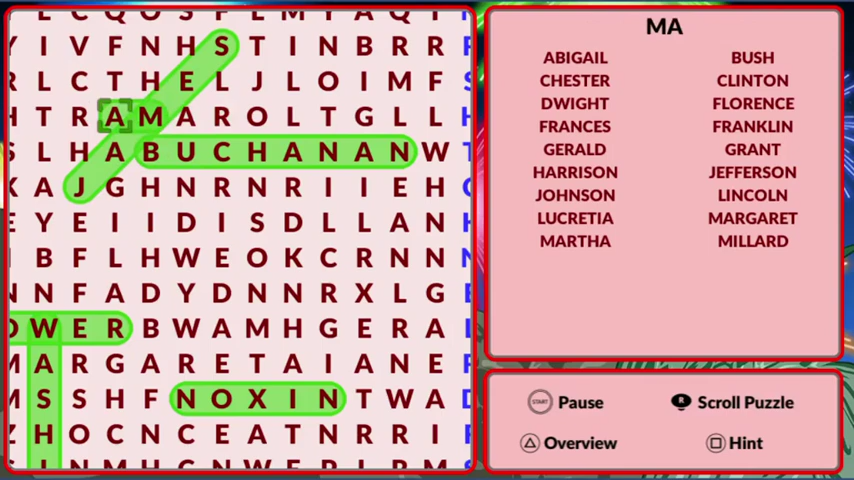 I V F N H S T I N B R R
L C T H E L J L O I M F
T R A M A R O L T G L L
L H A B U C H A N A N W
A J G H N R N R I I E H
Y E I I D I S D L L A N
B F L H W E O K C R N N
N F A D Y D N N R X L G
W E R B W A M H G E R A
A R G A R E T A I A N E
S S H F N O X I N T W A
H O C N C E A T N R R I
MA
ABIGAIL BUSH
CHESTER CLINTON
DWIGHT FLORENCE
FRANCES FRANKLIN
GERALD GRANT
HARRISON JEFFERSON
JOHNSON LINCOLN
LUCRETIA MARGARET
MARTHA MILLARD
START Pause R Scroll Puzzle
Overview Hint